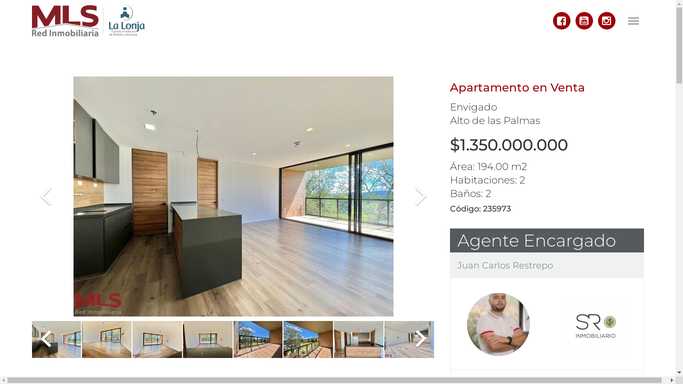 MLS
Red Inmobiliaria
La Lonja
Apartamento en Venta
Envigado
Alto de las Palmas
$1.350.000.000
Área: 194.00 m2
Habitaciones: 2
Baños: 2
Código: 235973
Agente Encargado
Juan Carlos Restrepo
MLS
Red Inmobiliaria
SR
INMOBILIARIO